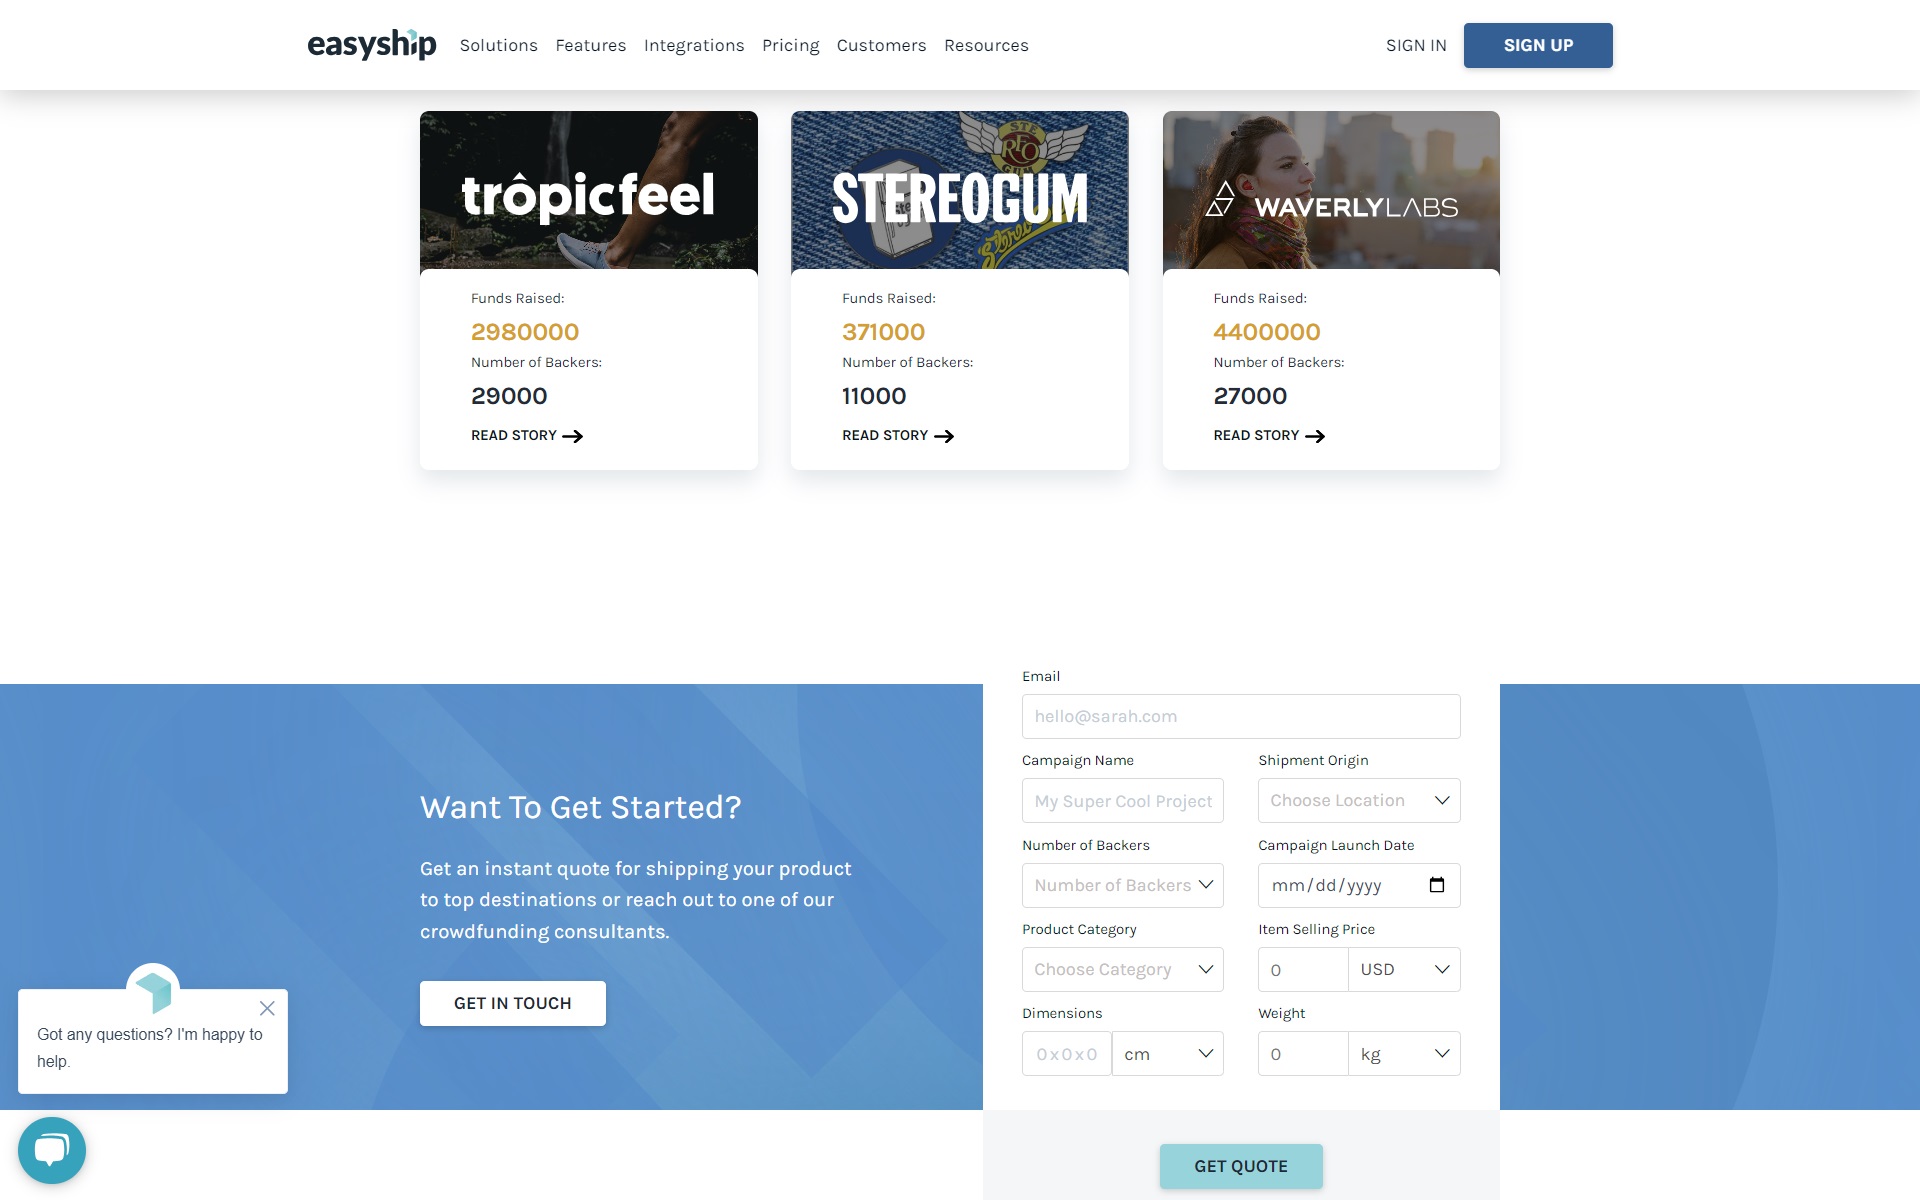 easyship
Solutions Features Integrations Pricing Customers Resources
SIGN IN
SIGN UP
trôpicfeel
Funds Raised:
2980000
Number of Backers:
29000
READ STORY
STEREOGUM
Funds Raised:
371000
Number of Backers:
11000
READ STORY
WAVERLYLABS
Funds Raised:
4400000
Number of Backers:
27000
READ STORY
Want To Get Started?
Get an instant quote for shipping your product
to top destinations or reach out to one of our
crowdfunding consultants.
GET IN TOUCH
Email
hello@sarah.com
Campaign Name
My Super Cool Project
Shipment Origin
Choose Location
Number of Backers
Number of Backers
Campaign Launch Date
mm/dd/yyyy
Product Category
Choose Category
Item Selling Price
0 USD
Dimensions
0x0x0 cm
Weight
0 kg
GET QUOTE
Got any questions? I'm happy to
help.